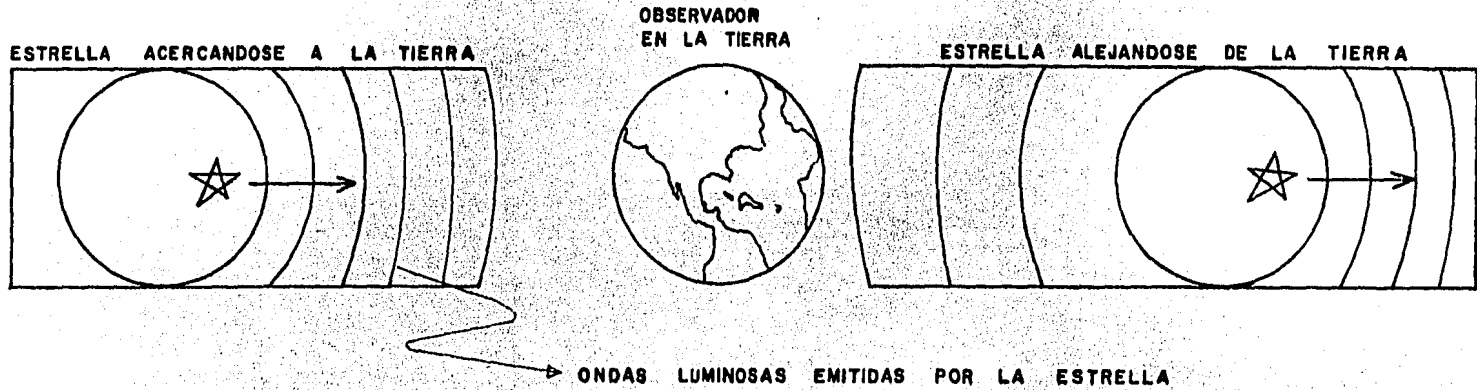 OBSERVADOR
EN LA TIERRA
ESTRELLA ACERCANDOSE A LA TIERRA
ESTRELLA ALEJANDOSE DE LA TIERRA
ONDAS LUMINOSAS EMITIDAS POR LA ESTRELLA